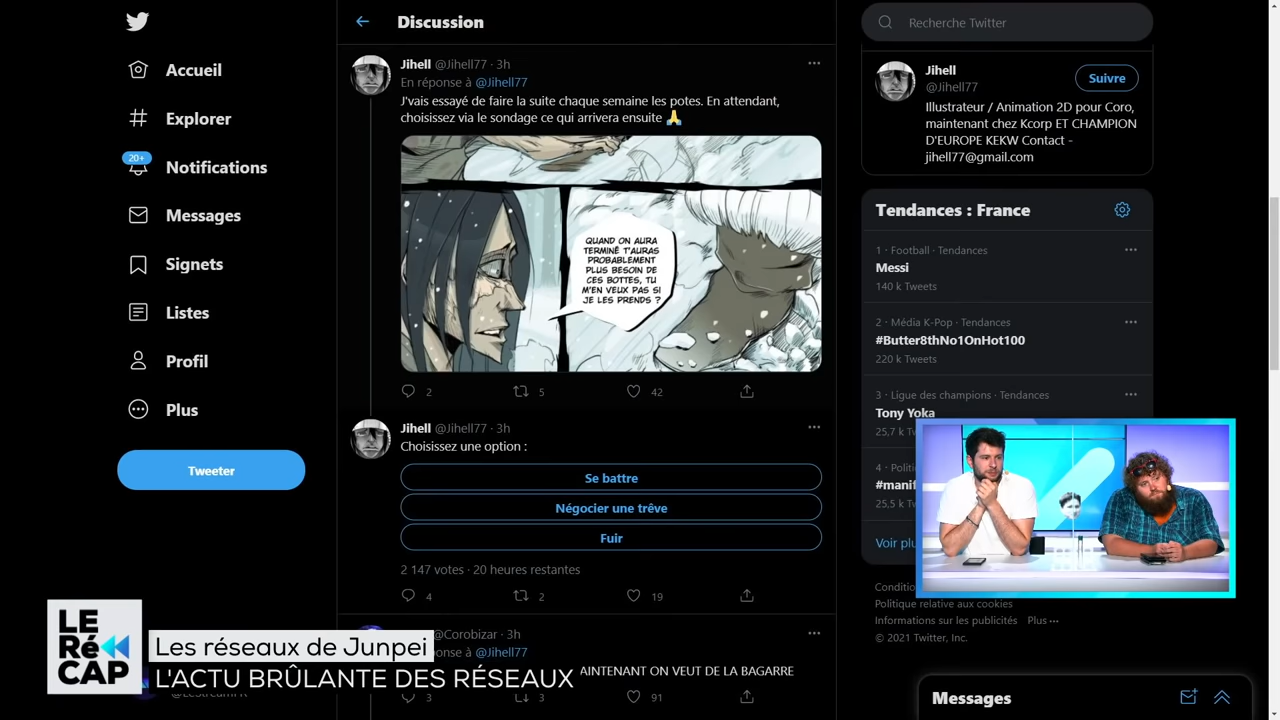 Accueil
Explorer
20+
Notifications
Messages
Signets
Listes
Profil
Plus
Tweeter
Discussion
Jihell @Jihell77 · 3h
En réponse à @Jihell77
J'vais essayé de faire la suite chaque semaine les potes. En attendant,
choisissez via le sondage ce qui arrivera ensuite 🙏
QUAND ON AURA
TERMINÉ T'AURAS
PROBABLEMENT
PLUS BESOIN DE
CES BOTTES, TU
M'EN VEUX PAS SI
JE LES PRENDS ?
2 5 42
Jihell @Jihell77 · 3h
Choisissez une option :
Se battre
Négocier une trêve
Fuir
2 147 votes · 20 heures restantes
4 2 19
@Corobizar · 3h
@Jihell77
AINTENANT ON VEUT DE LA BAGARRE
3 3 91
Recherche Twitter
Jihell
@Jihell77
Suivre
Illustrateur / Animation 2D pour Coro,
maintenant chez Kcorp ET CHAMPION
D'EUROPE KEKW Contact -
jihell77@gmail.com
Tendances : France
1 · Football · Tendances
Messi
140 k Tweets
2 · Média K-Pop · Tendances
#Butter8thNo1OnHot100
220 k Tweets
3 · Ligue des champions · Tendances
Tony Yoka
25,7 k Tw
4 · Politi
#manif
25,5 k
Voir plu
Conditio
Politique relative aux cookies
Informations sur les publicités Plus ···
© 2021 Twitter, Inc.
Messages
LE
Ré
CAP
Les réseaux de Junpei
L'ACTU BRÛLANTE DES RÉSEAUX